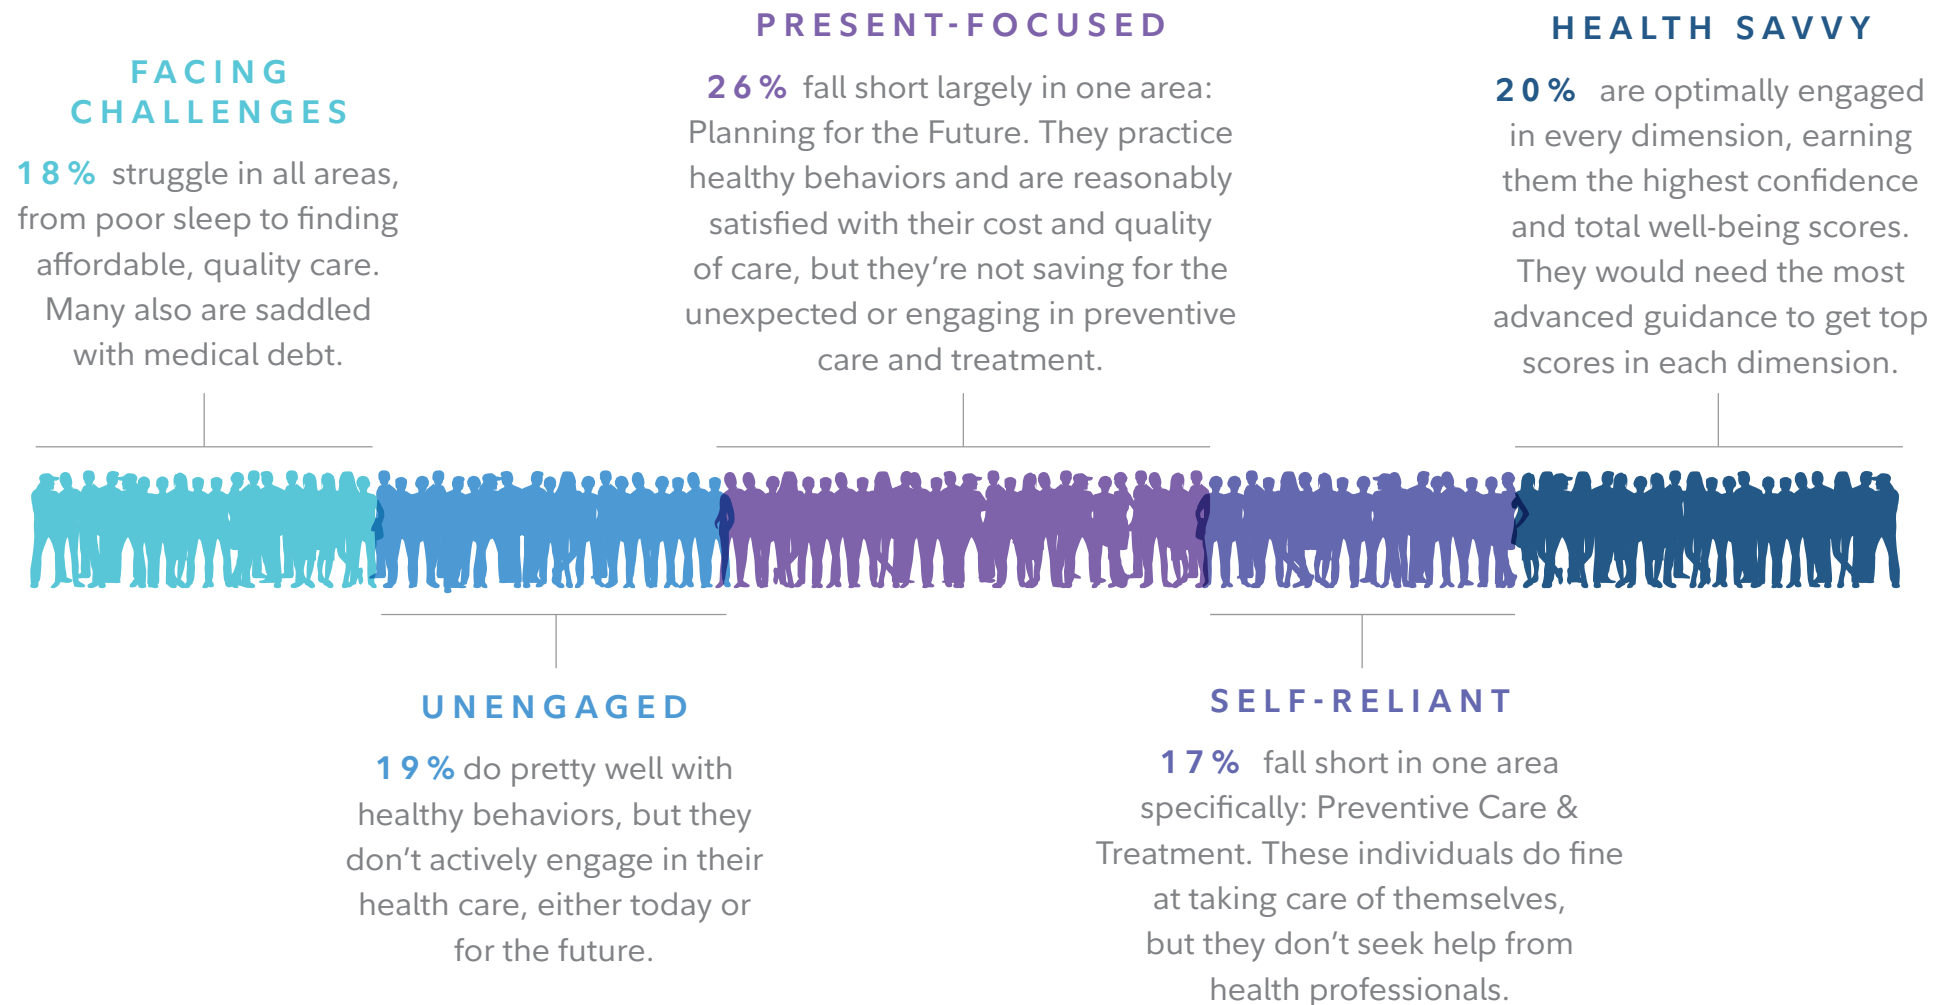 FACING
CHALLENGES
18% struggle in all areas,
from poor sleep to finding
affordable, quality care.
Many also are saddled
with medical debt.
PRESENT-FOCUSED
26% fall short largely in one area:
Planning for the Future. They practice
healthy behaviors and are reasonably
satisfied with their cost and quality
of care, but they’re not saving for the
unexpected or engaging in preventive
care and treatment.
HEALTH SAVVY
20% are optimally engaged
in every dimension, earning
them the highest confidence
and total well-being scores.
They would need the most
advanced guidance to get top
scores in each dimension.
UNENGAGED
19% do pretty well with
healthy behaviors, but they
don’t actively engage in their
health care, either today or
for the future.
SELF-RELIANT
17% fall short in one area
specifically: Preventive Care &
Treatment. These individuals do fine
at taking care of themselves,
but they don’t seek help from
health professionals.